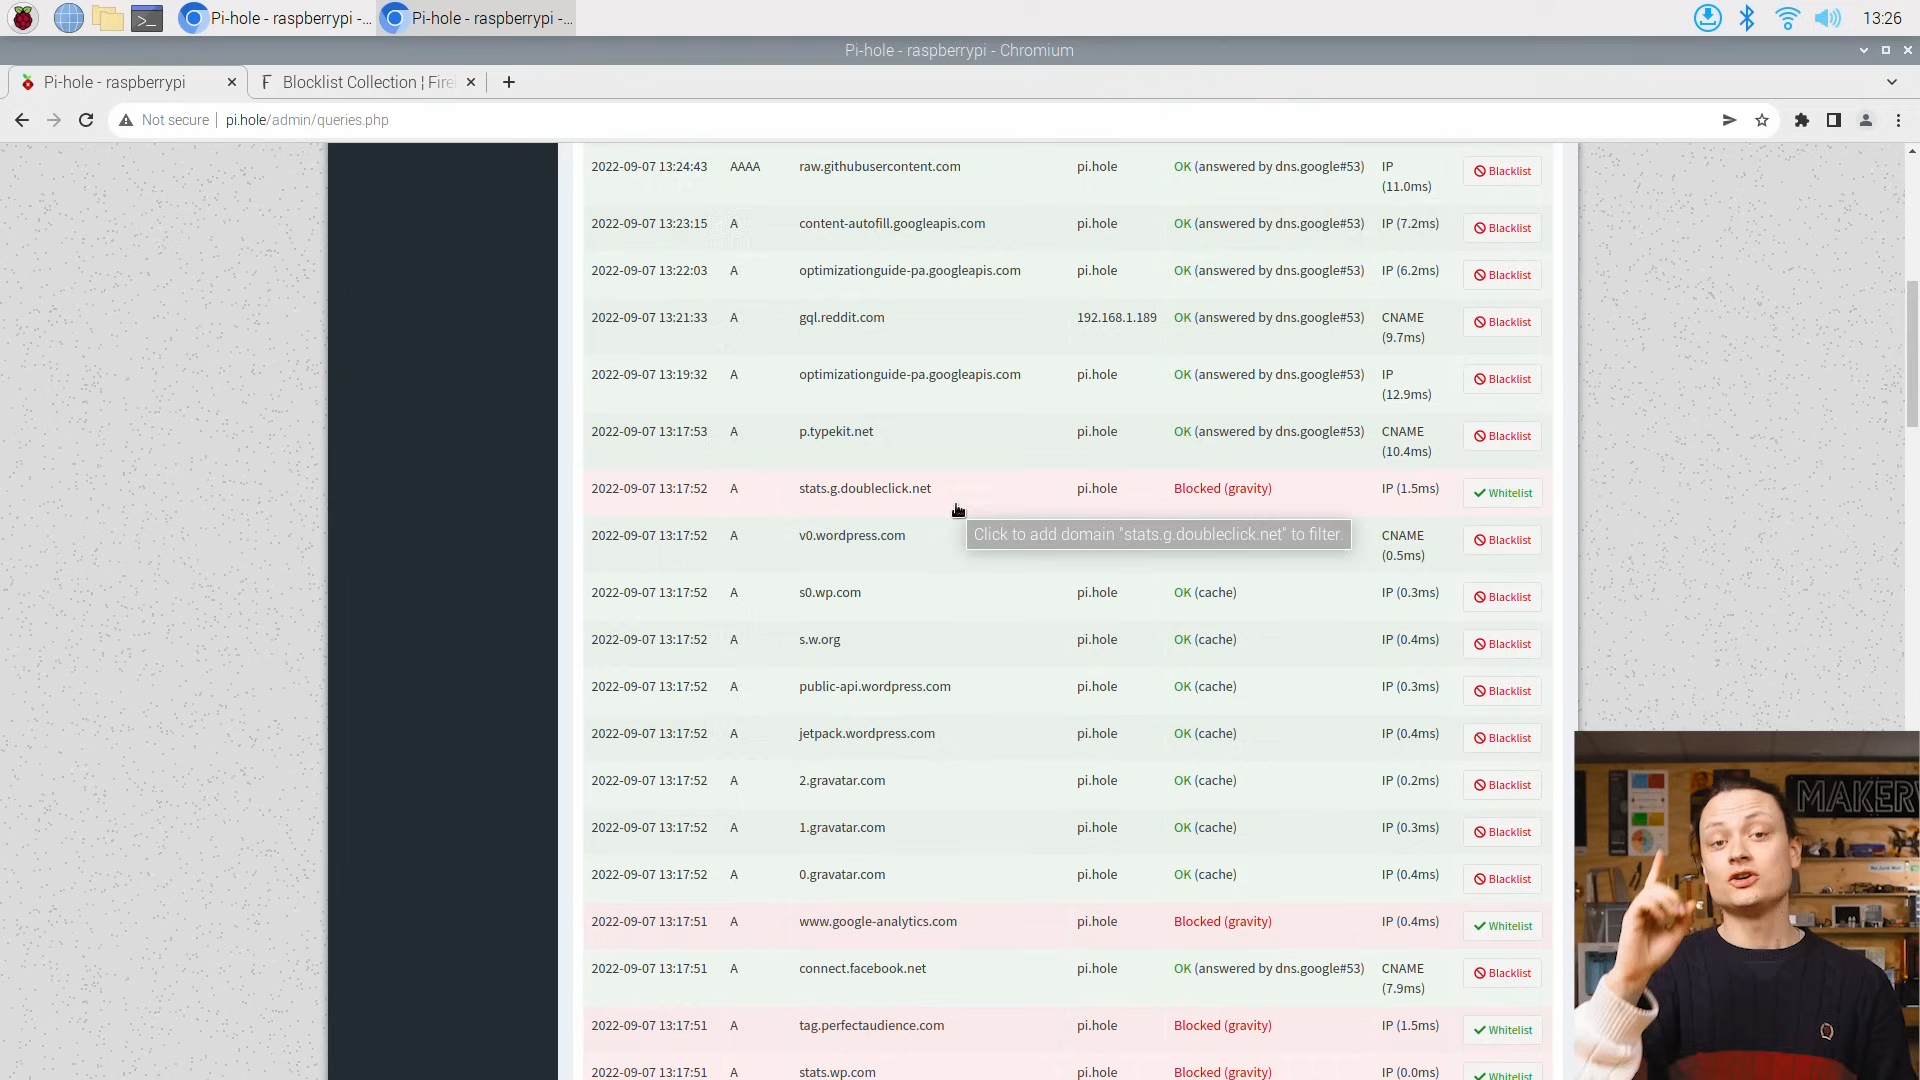 Pi-hole - raspberrypi -...
Pi-hole - raspberrypi -...
13:26
Pi-hole - raspberrypi - Chromium
Pi-hole - raspberrypi
Blocklist Collection ¦ Fire
Not secure
pi.hole/admin/queries.php
2022-09-07 13:24:43 AAAA raw.githubusercontent.com pi.hole OK (answered by dns.google#53) IP
(11.0ms)
Blacklist
2022-09-07 13:23:15 A content-autofill.googleapis.com pi.hole OK (answered by dns.google#53) IP (7.2ms) Blacklist
2022-09-07 13:22:03 A optimizationguide-pa.googleapis.com pi.hole OK (answered by dns.google#53) IP (6.2ms) Blacklist
2022-09-07 13:21:33 A gql.reddit.com 192.168.1.189 OK (answered by dns.google#53) CNAME
(9.7ms)
Blacklist
2022-09-07 13:19:32 A optimizationguide-pa.googleapis.com pi.hole OK (answered by dns.google#53) IP
(12.9ms)
Blacklist
2022-09-07 13:17:53 A p.typekit.net pi.hole OK (answered by dns.google#53) CNAME
(10.4ms)
Blacklist
2022-09-07 13:17:52 A stats.g.doubleclick.net pi.hole Blocked (gravity) IP (1.5ms) Whitelist
Click to add domain "stats.g.doubleclick.net" to filter.
2022-09-07 13:17:52 A v0.wordpress.com CNAME
(0.5ms)
Blacklist
2022-09-07 13:17:52 A s0.wp.com pi.hole OK (cache) IP (0.3ms) Blacklist
2022-09-07 13:17:52 A s.w.org pi.hole OK (cache) IP (0.4ms) Blacklist
2022-09-07 13:17:52 A public-api.wordpress.com pi.hole OK (cache) IP (0.3ms) Blacklist
2022-09-07 13:17:52 A jetpack.wordpress.com pi.hole OK (cache) IP (0.4ms) Blacklist
2022-09-07 13:17:52 A 2.gravatar.com pi.hole OK (cache) IP (0.2ms) Blacklist
2022-09-07 13:17:52 A 1.gravatar.com pi.hole OK (cache) IP (0.3ms) Blacklist
2022-09-07 13:17:52 A 0.gravatar.com pi.hole OK (cache) IP (0.4ms) Blacklist
2022-09-07 13:17:51 A www.google-analytics.com pi.hole Blocked (gravity) IP (0.4ms) Whitelist
2022-09-07 13:17:51 A connect.facebook.net pi.hole OK (answered by dns.google#53) CNAME
(7.9ms)
Blacklist
2022-09-07 13:17:51 A tag.perfectaudience.com pi.hole Blocked (gravity) IP (1.5ms) Whitelist
2022-09-07 13:17:51 A stats.wp.com pi.hole Blocked (gravity) IP (0.0ms) Whitelist
MAKER